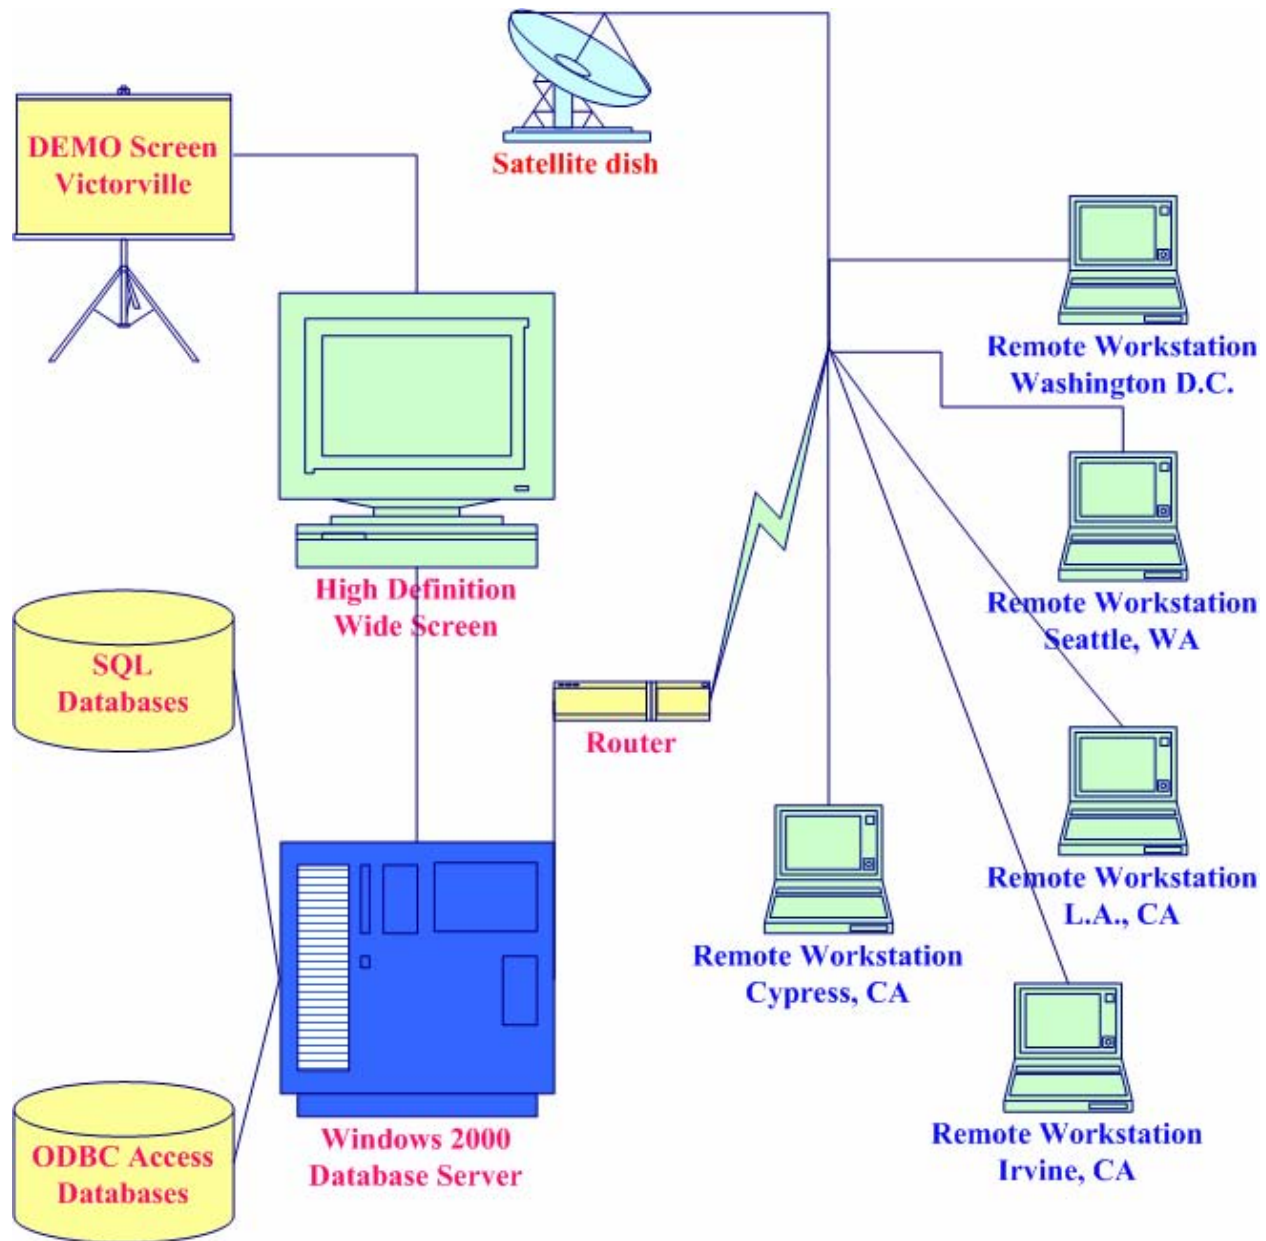 DEMO Screen
Victorville
Satellite dish
Remote Workstation
Washington D.C.
Remote Workstation
Seattle, WA
High Definition
Wide Screen
SQL
Databases
Router
Remote Workstation
L.A., CA
Remote Workstation
Cypress, CA
Windows 2000
Database Server
Remote Workstation
Irvine, CA
ODBC Access
Databases